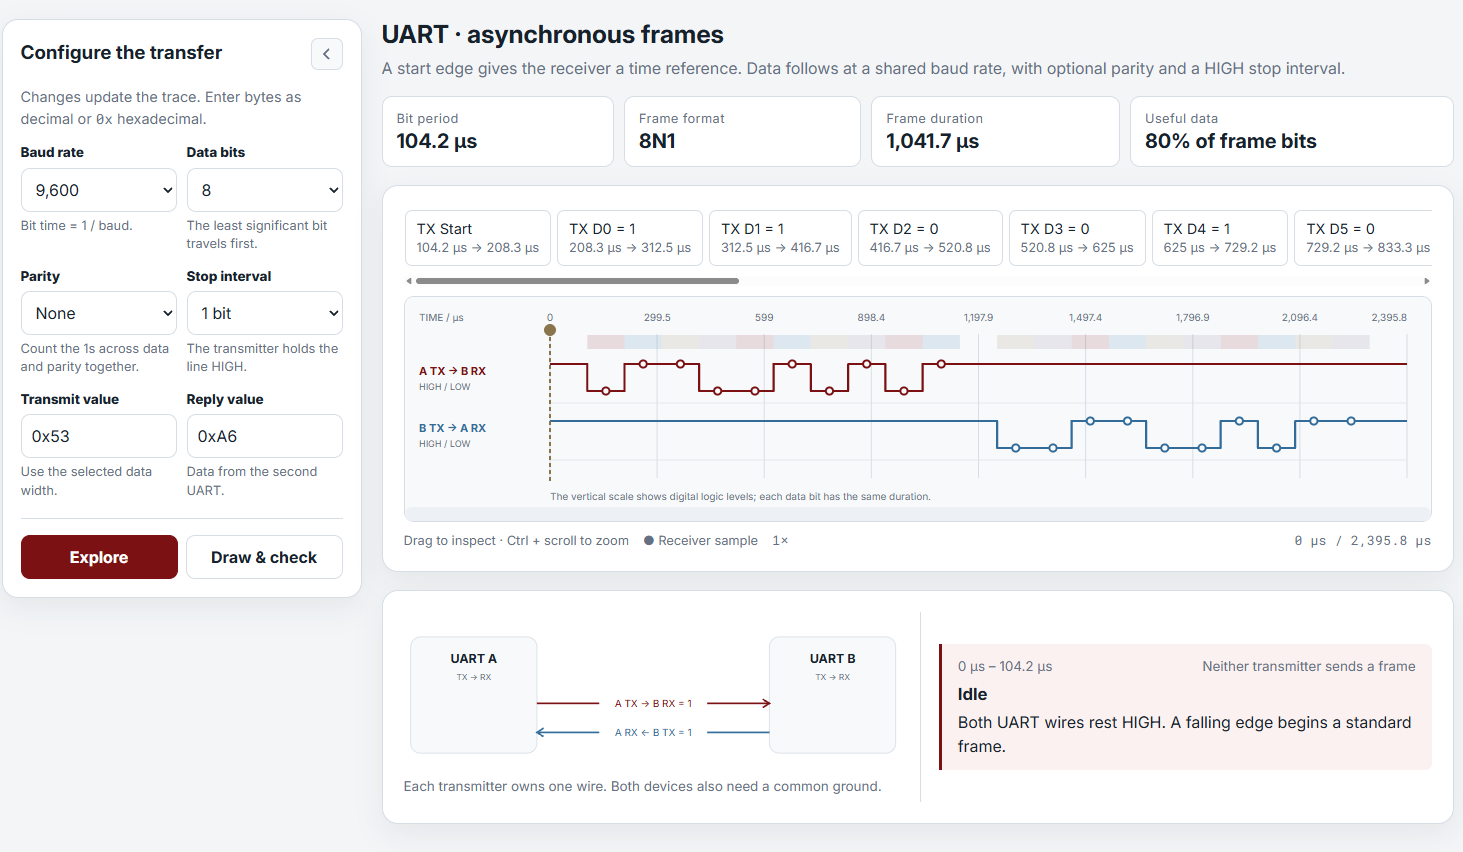 Configure the transfer
Changes update the trace. Enter bytes as
decimal or 0x hexadecimal.
Baud rate
Data bits
9,600
8
Bit time = 1 / baud.
The least significant bit
travels first.
Parity
Stop interval
None
1 bit
Count the 1s across data
and parity together.
The transmitter holds the
line HIGH.
Transmit value
Reply value
0x53
0xA6
Use the selected data
width.
Data from the second
UART.
Explore
Draw & check
UART · asynchronous frames
A start edge gives the receiver a time reference. Data follows at a shared baud rate, with optional parity and a HIGH stop interval.
Bit period
104.2 µs
Frame format
8N1
Frame duration
1,041.7 µs
Useful data
80% of frame bits
TX Start
104.2 µs → 208.3 µs
TX D0 = 1
208.3 µs → 312.5 µs
TX D1 = 1
312.5 µs → 416.7 µs
TX D2 = 0
416.7 µs → 520.8 µs
TX D3 = 0
520.8 µs → 625 µs
TX D4 = 1
625 µs → 729.2 µs
TX D5 = 0
729.2 µs → 833.3 µs
TIME / µs
0 299.5 599 898.4 1,197.9 1,497.4 1,796.9 2,096.4 2,395.8
A TX → B RX
HIGH / LOW
B TX → A RX
HIGH / LOW
The vertical scale shows digital logic levels; each data bit has the same duration.
Drag to inspect · Ctrl + scroll to zoom
Receiver sample
1×
0 µs / 2,395.8 µs
UART A
TX → RX
UART B
TX → RX
A TX → B RX = 1
A RX ← B TX = 1
Each transmitter owns one wire. Both devices also need a common ground.
0 µs – 104.2 µs
Neither transmitter sends a frame
Idle
Both UART wires rest HIGH. A falling edge begins a standard
frame.